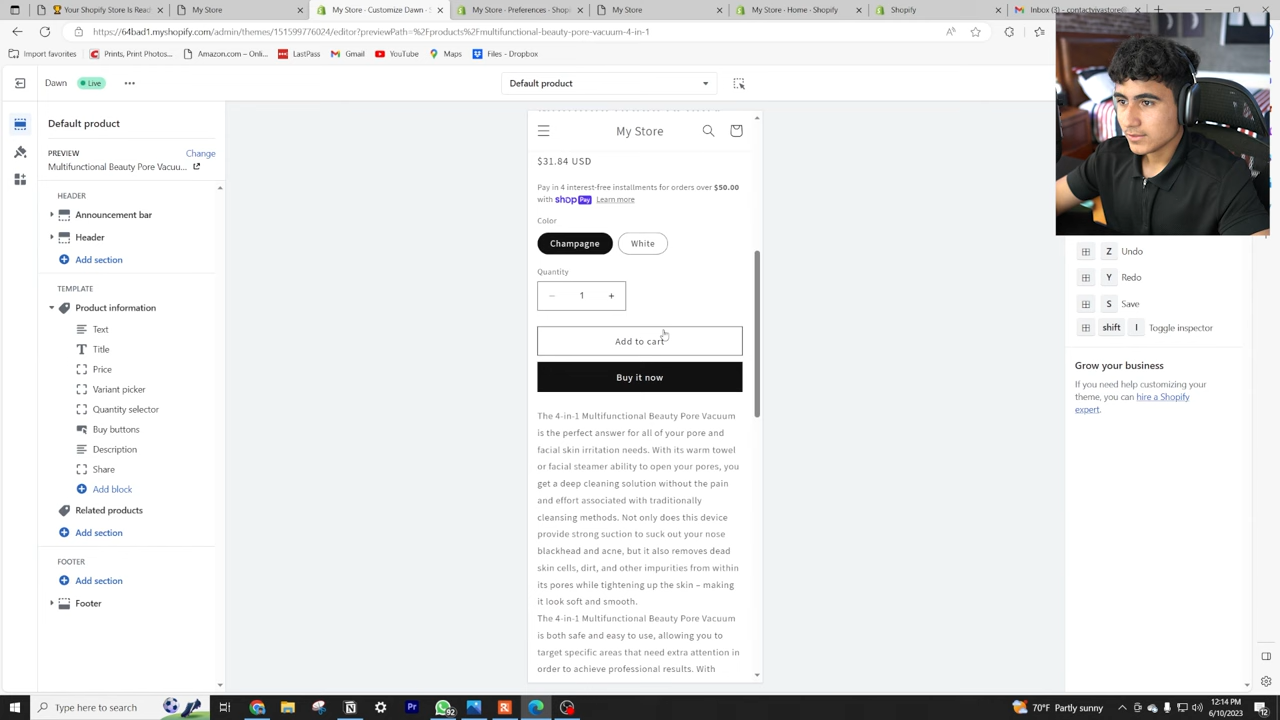 Your Shopify Store Is Read
My Store
My Store - Customize Dawn - S
My Store - Preferences - Shop
My Store
My Store - Home - Shopify
Shopify
Inbox (3) - contactviyaura@
https://64bad1.myshopify.com/admin/themes/151599776024/editor?previewPath=%2Fproducts%2Fmultifunctional-beauty-pore-vacuum-4-in-1
Import favorites
Prints, Print Photos...
Amazon.com – Onli...
LastPass
Gmail
YouTube
Maps
Files - Dropbox
Dawn
Live
Default product
Default product
PREVIEW
Change
Multifunctional Beauty Pore Vacuu...
HEADER
Announcement bar
Header
Add section
TEMPLATE
Product information
Text
Title
Price
Variant picker
Quantity selector
Buy buttons
Description
Share
Add block
Related products
Add section
FOOTER
Add section
Footer
My Store
$31.84 USD
Pay in 4 interest-free installments for orders over $50.00
with shop Pay Learn more
Color
Champagne
White
Quantity
− 1 +
Add to cart
Buy it now
The 4-in-1 Multifunctional Beauty Pore Vacuum
is the perfect answer for all of your pore and
facial skin irritation needs. With its warm towel
or facial steamer ability to open your pores, you
get a deep cleaning solution without the pain
and effort associated with traditionally
cleansing methods. Not only does this device
provide strong suction to suck out your nose
blackhead and acne, but it also removes dead
skin cells, dirt, and other impurities from within
its pores while tightening up the skin – making
it look soft and smooth.
The 4-in-1 Multifunctional Beauty Pore Vacuum
is both safe and easy to use, allowing you to
target specific areas that need extra attention in
order to achieve professional results. With
Z Undo
Y Redo
S Save
shift I Toggle inspector
Grow your business
If you need help customizing your
theme, you can hire a Shopify
expert.
Type here to search
Pr
92
R
70°F Partly sunny
12:14 PM
6/10/2023
12